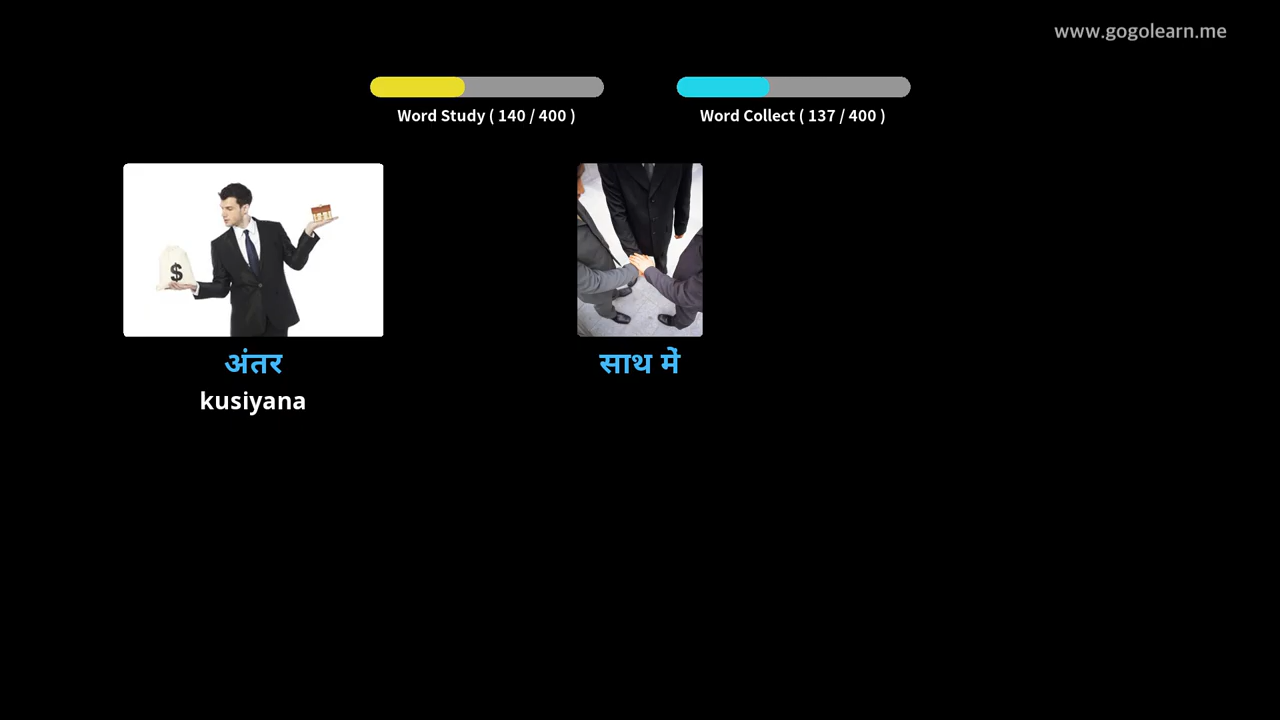 www.gogolearn.me
Word Study ( 140 / 400 )
Word Collect ( 137 / 400 )
$
अंतर
kusiyana
साथ में